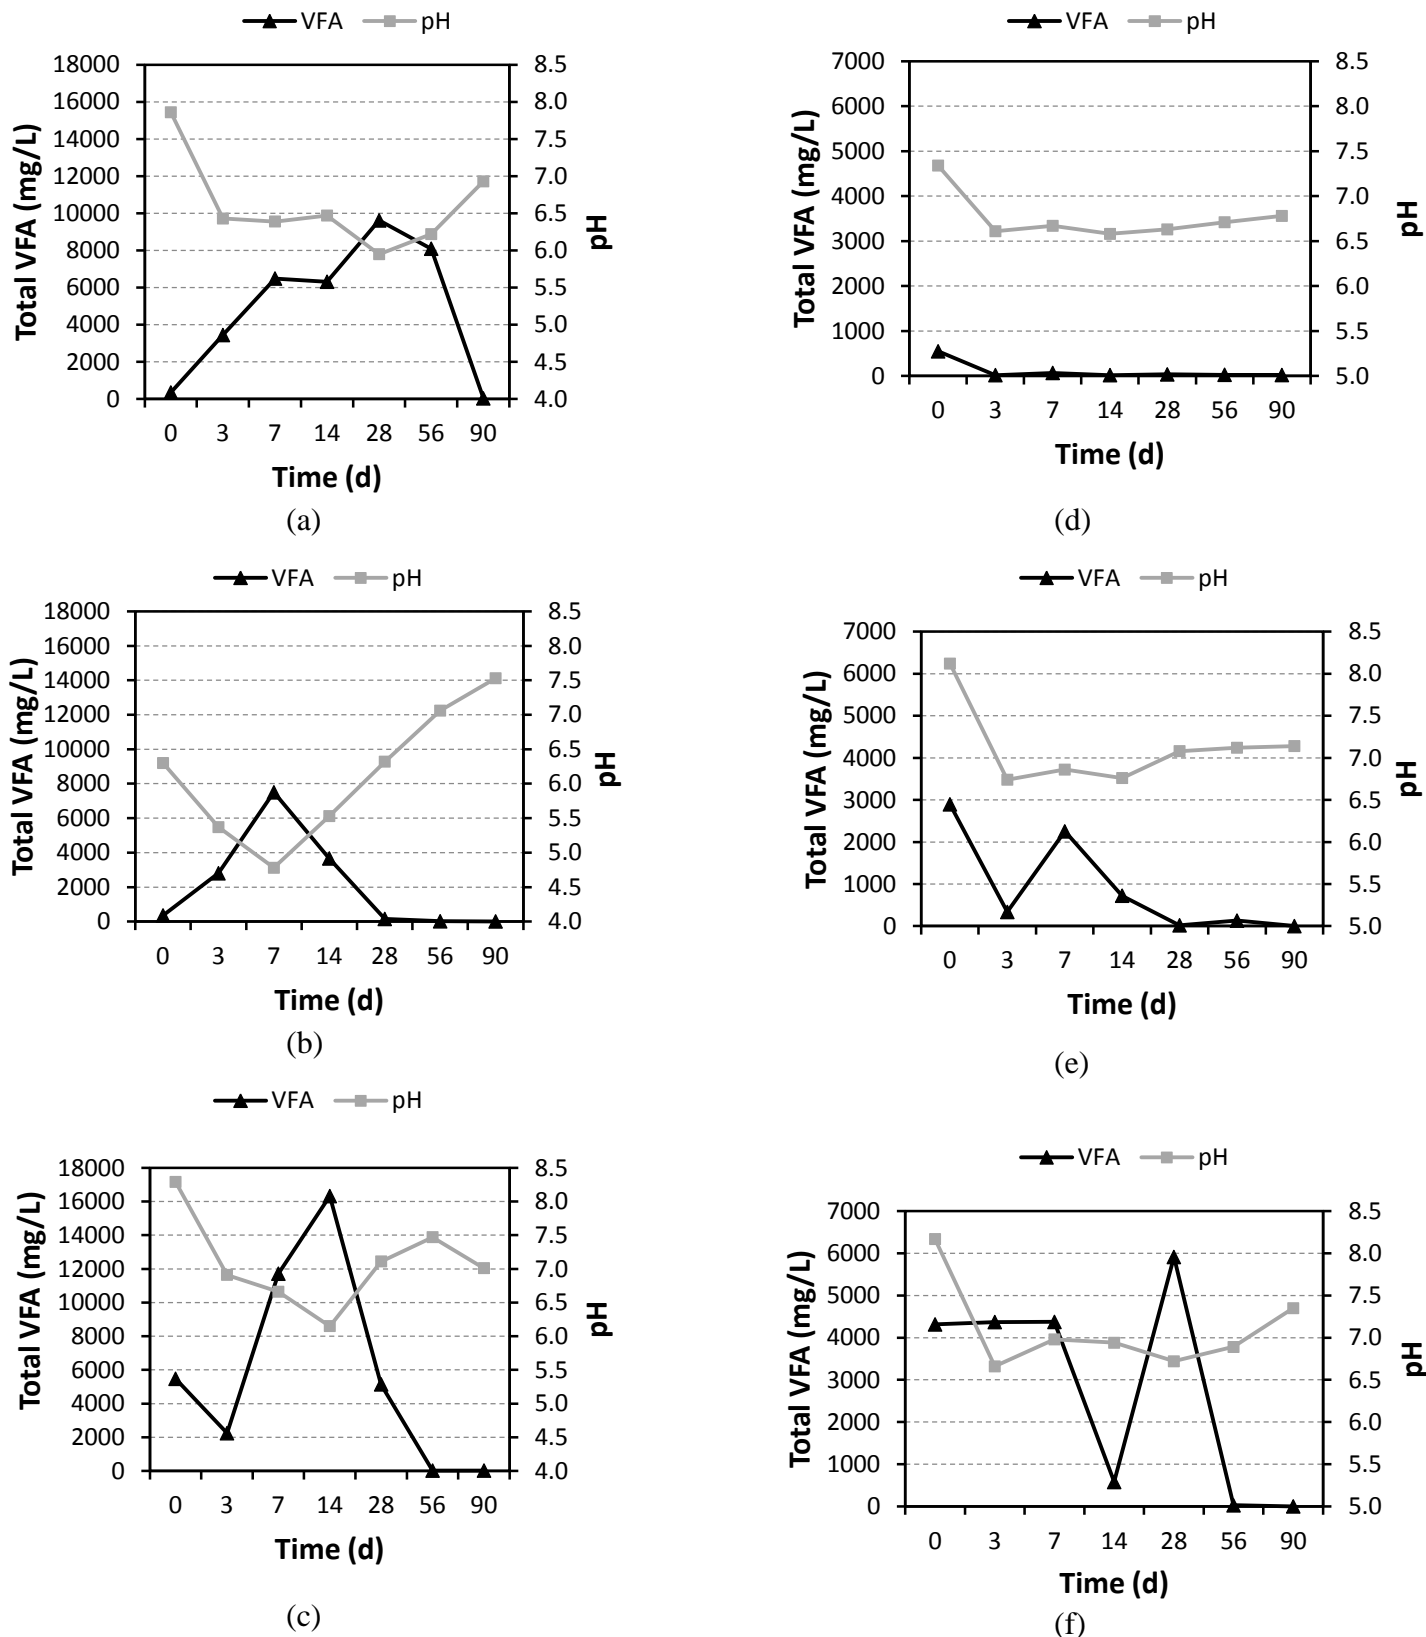 VFA pH
Total VFA (mg/L)
18000 16000 14000 12000 10000 8000 6000 4000 2000 0
8.5 8.0 7.5 7.0 6.5 6.0 5.5 5.0 4.5 4.0
pH
0 3 7 14 28 56 90
Time (d)
(a)
VFA pH
Total VFA (mg/L)
7000 6000 5000 4000 3000 2000 1000 0
8.5 8.0 7.5 7.0 6.5 6.0 5.5 5.0
pH
0 3 7 14 28 56 90
Time (d)
(d)
VFA pH
Total VFA (mg/L)
18000 16000 14000 12000 10000 8000 6000 4000 2000 0
8.5 8.0 7.5 7.0 6.5 6.0 5.5 5.0 4.5 4.0
pH
0 3 7 14 28 56 90
Time (d)
(b)
VFA pH
Total VFA (mg/L)
7000 6000 5000 4000 3000 2000 1000 0
8.5 8.0 7.5 7.0 6.5 6.0 5.5 5.0
pH
0 3 7 14 28 56 90
Time (d)
(e)
VFA pH
Total VFA (mg/L)
18000 16000 14000 12000 10000 8000 6000 4000 2000 0
8.5 8.0 7.5 7.0 6.5 6.0 5.5 5.0 4.5 4.0
pH
0 3 7 14 28 56 90
Time (d)
(c)
VFA pH
Total VFA (mg/L)
7000 6000 5000 4000 3000 2000 1000 0
8.5 8.0 7.5 7.0 6.5 6.0 5.5 5.0
pH
0 3 7 14 28 56 90
Time (d)
(f)